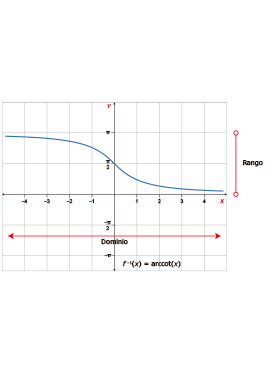 Y
π
π
2
Rango
-4 -3 -2 -1 1 2 3 4 X
-π
2
Dominio
-π
f⁻¹(x) = arccot(x)